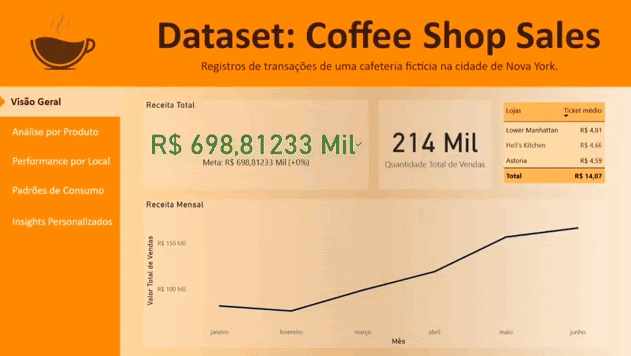 Dataset: Coffee Shop Sales
Registros de transações de uma cafeteria fictícia na cidade de Nova York.
Visão Geral
Análise por Produto
Performance por Local
Padrões de Consumo
Insights Personalizados
Receita Total
R$ 698,81233 Mil
Meta: R$ 698,81233 Mil (+0%)
214 Mil
Quantidade Total de Vendas
Lojas Ticket médio
Lower Manhattan R$ 4,81
Hell's Kitchen R$ 4,66
Astoria R$ 4,59
Total R$ 14,07
Receita Mensal
Valor Total de Vendas
R$ 150 Mil
R$ 100 Mil
janeiro fevereiro março abril maio junho
Mês